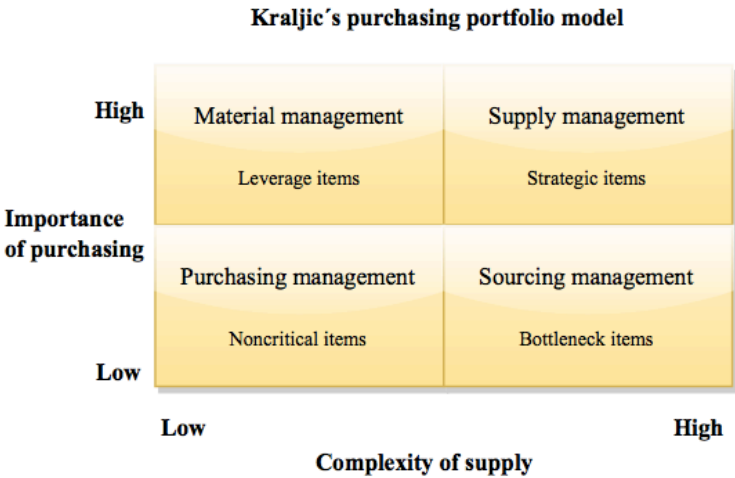 Kraljic´s purchasing portfolio model
High
Material management
Supply management
Leverage items
Strategic items
Importance
of purchasing
Purchasing management
Sourcing management
Noncritical items
Bottleneck items
Low
Low
High
Complexity of supply